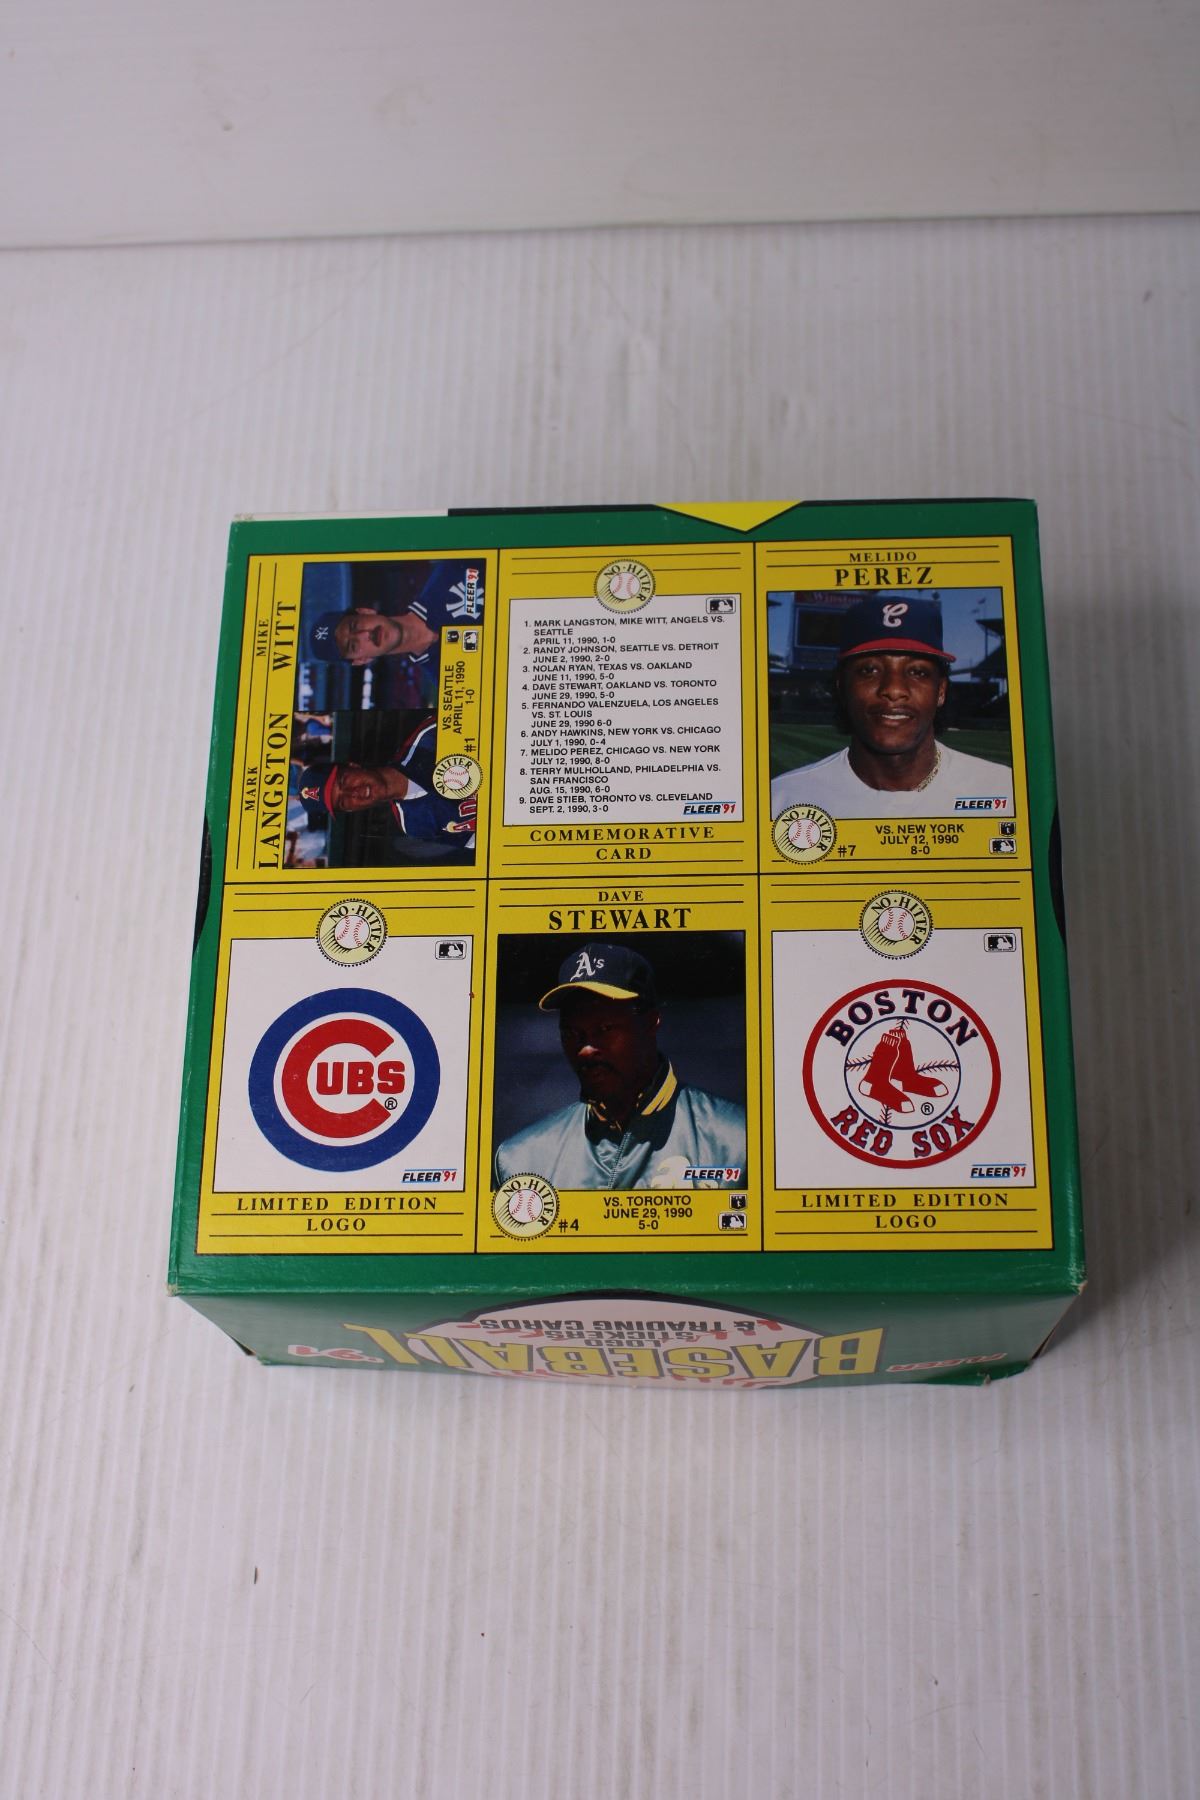 MARK
LANGSTON
MIKE
WITT
NY
FLEER '91
A
VS. SEATTLE
APRIL 11, 1990
1-0
NO-HITTER
#1
NO-HITTER
1. MARK LANGSTON, MIKE WITT, ANGELS VS.
SEATTLE
APRIL 11, 1990, 1-0
2. RANDY JOHNSON, SEATTLE VS. DETROIT
JUNE 2, 1990, 2-0
3. NOLAN RYAN, TEXAS VS. OAKLAND
JUNE 11, 1990, 5-0
4. DAVE STEWART, OAKLAND VS. TORONTO
JUNE 29, 1990, 5-0
5. FERNANDO VALENZUELA, LOS ANGELES
VS. ST. LOUIS
JUNE 29, 1990 6-0
6. ANDY HAWKINS, NEW YORK VS. CHICAGO
JULY 1, 1990, 0-4
7. MELIDO PEREZ, CHICAGO VS. NEW YORK
JULY 12, 1990, 8-0
8. TERRY MULHOLLAND, PHILADELPHIA VS.
SAN FRANCISCO
AUG. 15, 1990, 6-0
9. DAVE STIEB, TORONTO VS. CLEVELAND
SEPT. 2, 1990, 3-0
FLEER '91
COMMEMORATIVE
CARD
MELIDO
PEREZ
Winston
C
FLEER '91
NO-HITTER
#7
VS. NEW YORK
JULY 12, 1990
8-0
NO-HITTER
CUBS ®
FLEER '91
LIMITED EDITION
LOGO
DAVE
STEWART
A's
FLEER '91
NO-HITTER
#4
VS. TORONTO
JUNE 29, 1990
5-0
NO-HITTER
BOSTON
RED SOX
®
FLEER '91
LIMITED EDITION
LOGO
FLEER
'91
BASEBALL
LOGO
STICKERS
& TRADING CARDS